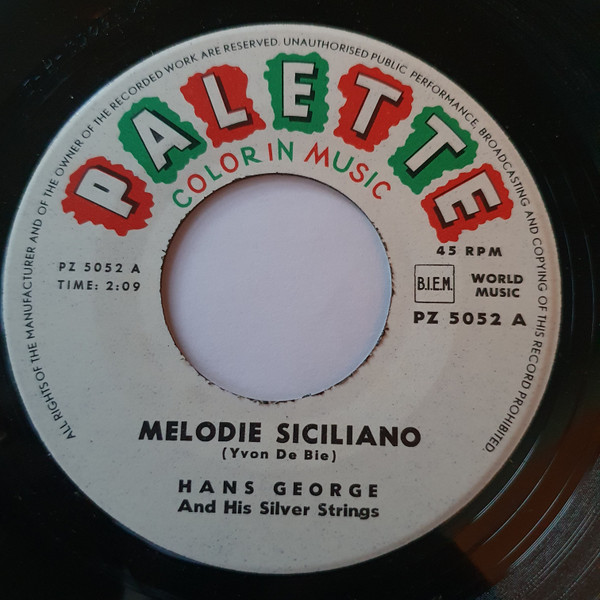 ALL RIGHTS OF THE MANUFACTURER AND OF THE OWNER OF THE RECORDED WORK ARE RESERVED. UNAUTHORISED PUBLIC PERFORMANCE, BROADCASTING AND COPYING OF THIS RECORD PROHIBITED.
PALETTE
COLOR IN MUSIC
45 RPM
PZ 5052 A
TIME: 2:09
B.I.E.M.
WORLD
MUSIC
PZ 5052 A
MELODIE SICILIANO
(Yvon De Bie)
HANS GEORGE
And His Silver Strings